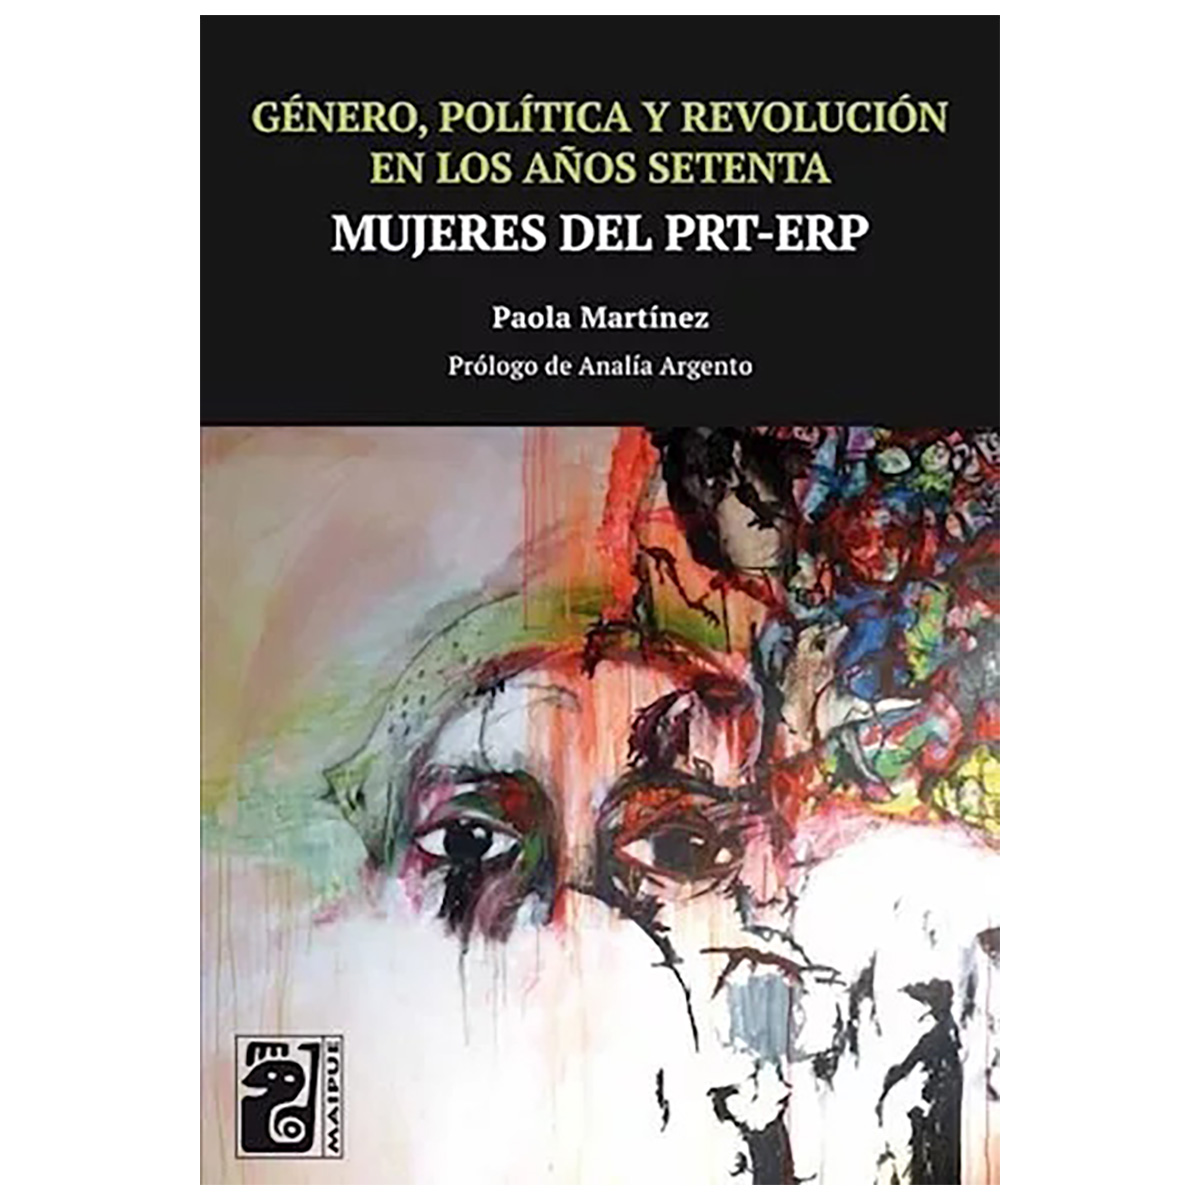 GÉNERO, POLÍTICA Y REVOLUCIÓN
EN LOS AÑOS SETENTA
MUJERES DEL PRT-ERP
Paola Martínez
Prólogo de Analía Argento
MAIPUE